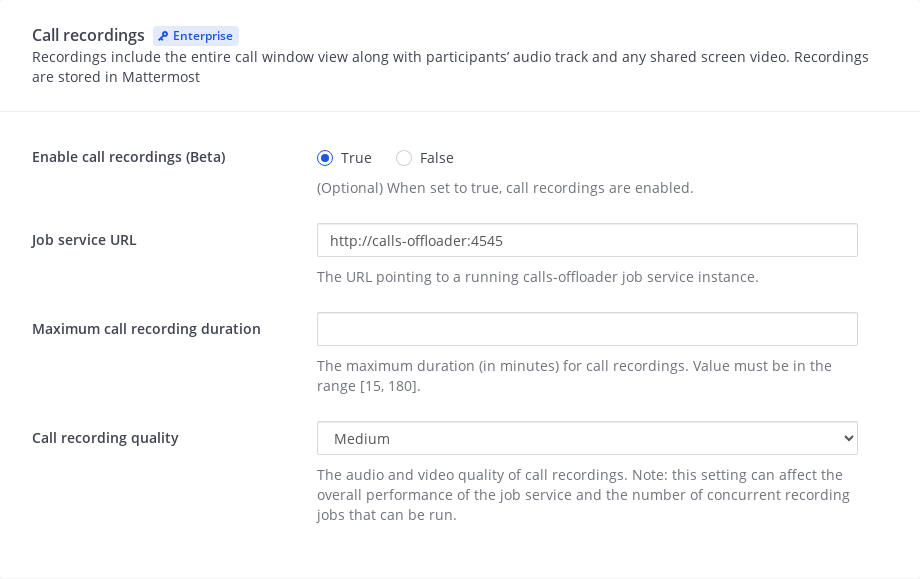 Call recordings Enterprise
Recordings include the entire call window view along with participants’ audio track and any shared screen video. Recordings
are stored in Mattermost
Enable call recordings (Beta)
True False
(Optional) When set to true, call recordings are enabled.
Job service URL
http://calls-offloader:4545
The URL pointing to a running calls-offloader job service instance.
Maximum call recording duration
The maximum duration (in minutes) for call recordings. Value must be in the
range [15, 180].
Call recording quality
Medium
The audio and video quality of call recordings. Note: this setting can affect the
overall performance of the job service and the number of concurrent recording
jobs that can be run.